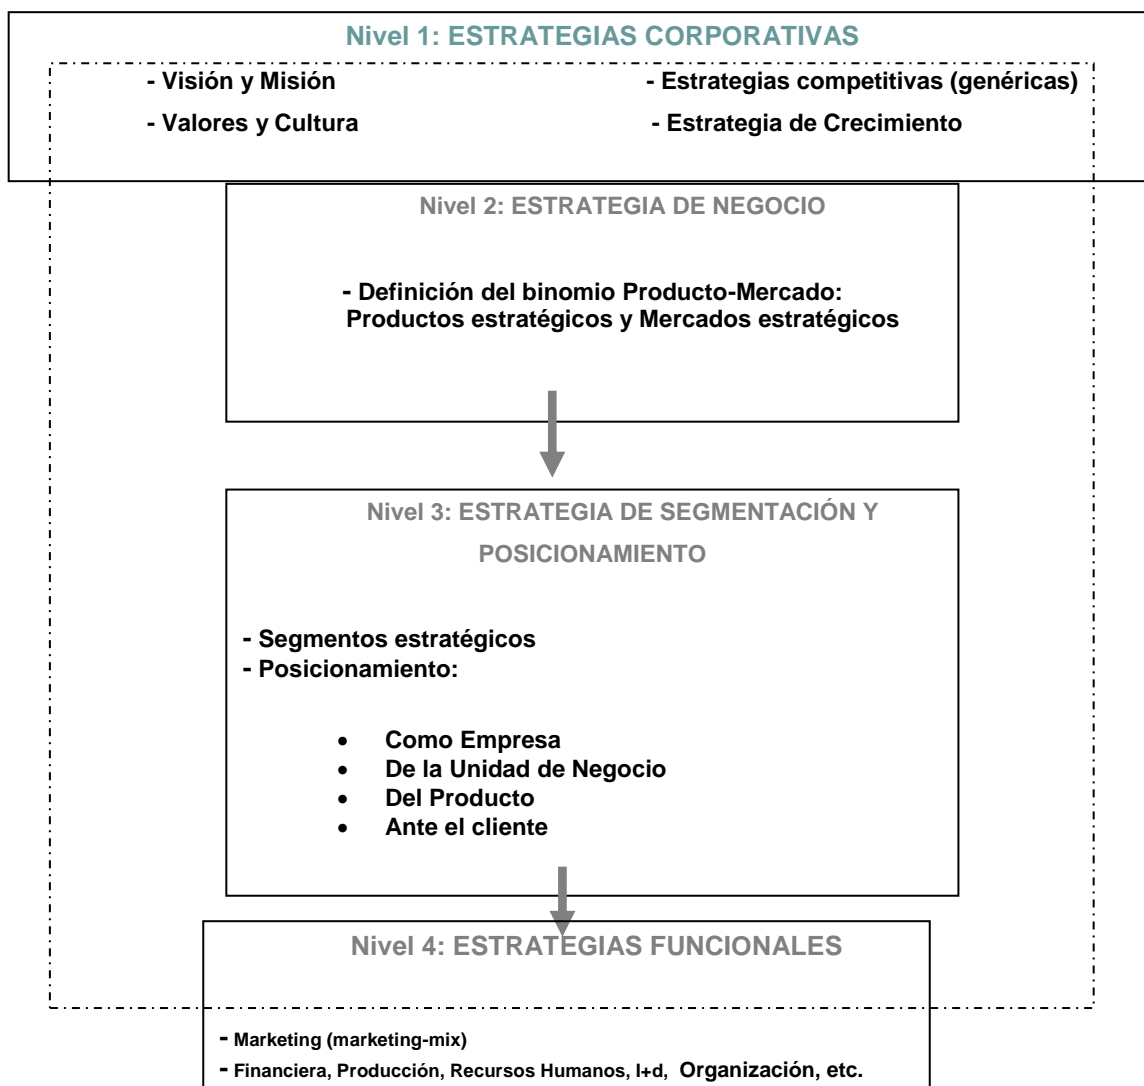 Nivel 1: ESTRATEGIAS CORPORATIVAS
- Visión y Misión - Estrategias competitivas (genéricas)
- Valores y Cultura - Estrategia de Crecimiento
Nivel 2: ESTRATEGIA DE NEGOCIO
- Definición del binomio Producto-Mercado:
Productos estratégicos y Mercados estratégicos
Nivel 3: ESTRATEGIA DE SEGMENTACIÓN Y
POSICIONAMIENTO
- Segmentos estratégicos
- Posicionamiento:
• Como Empresa
• De la Unidad de Negocio
• Del Producto
• Ante el cliente
Nivel 4: ESTRATEGIAS FUNCIONALES
- Marketing (marketing-mix)
- Financiera, Producción, Recursos Humanos, I+d, Organización, etc.